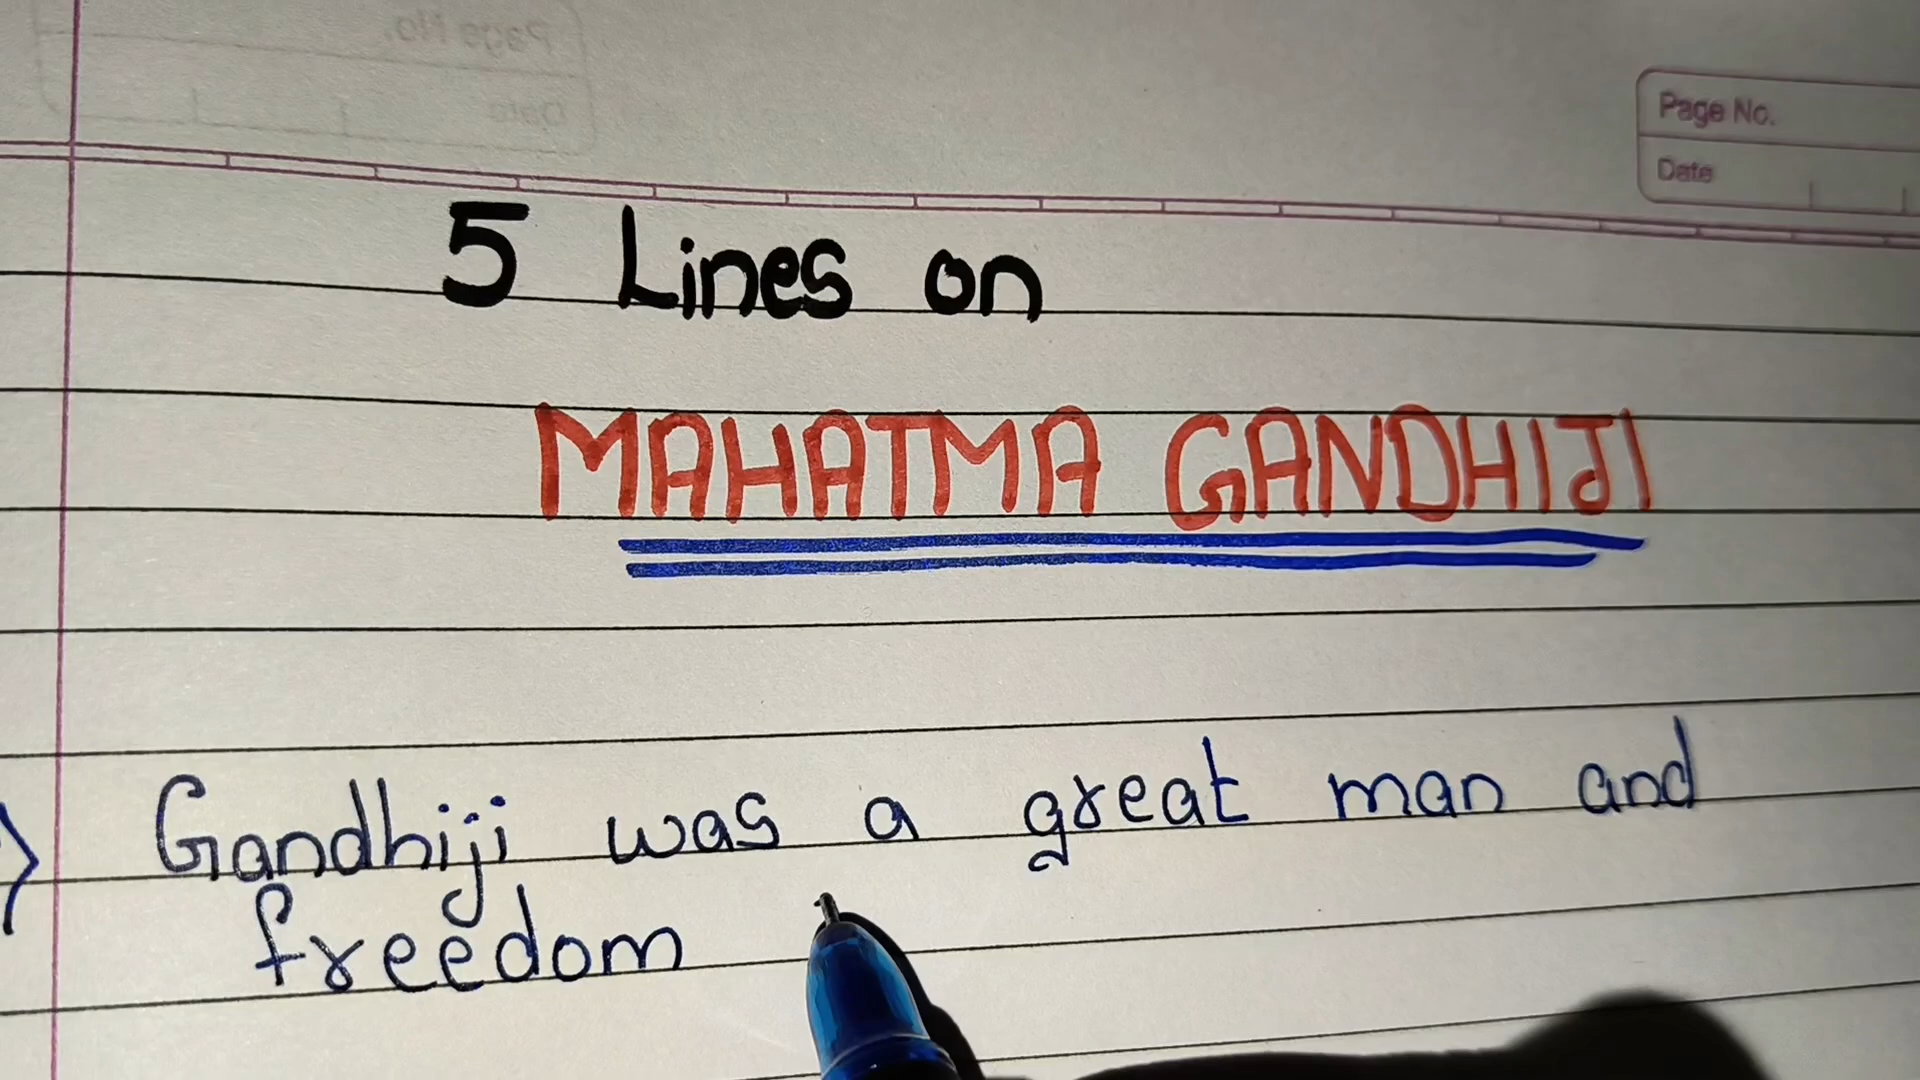 Page No.
Date
5 Lines on
MAHATMA GANDHIJI
Gandhiji was a great man and
freedom